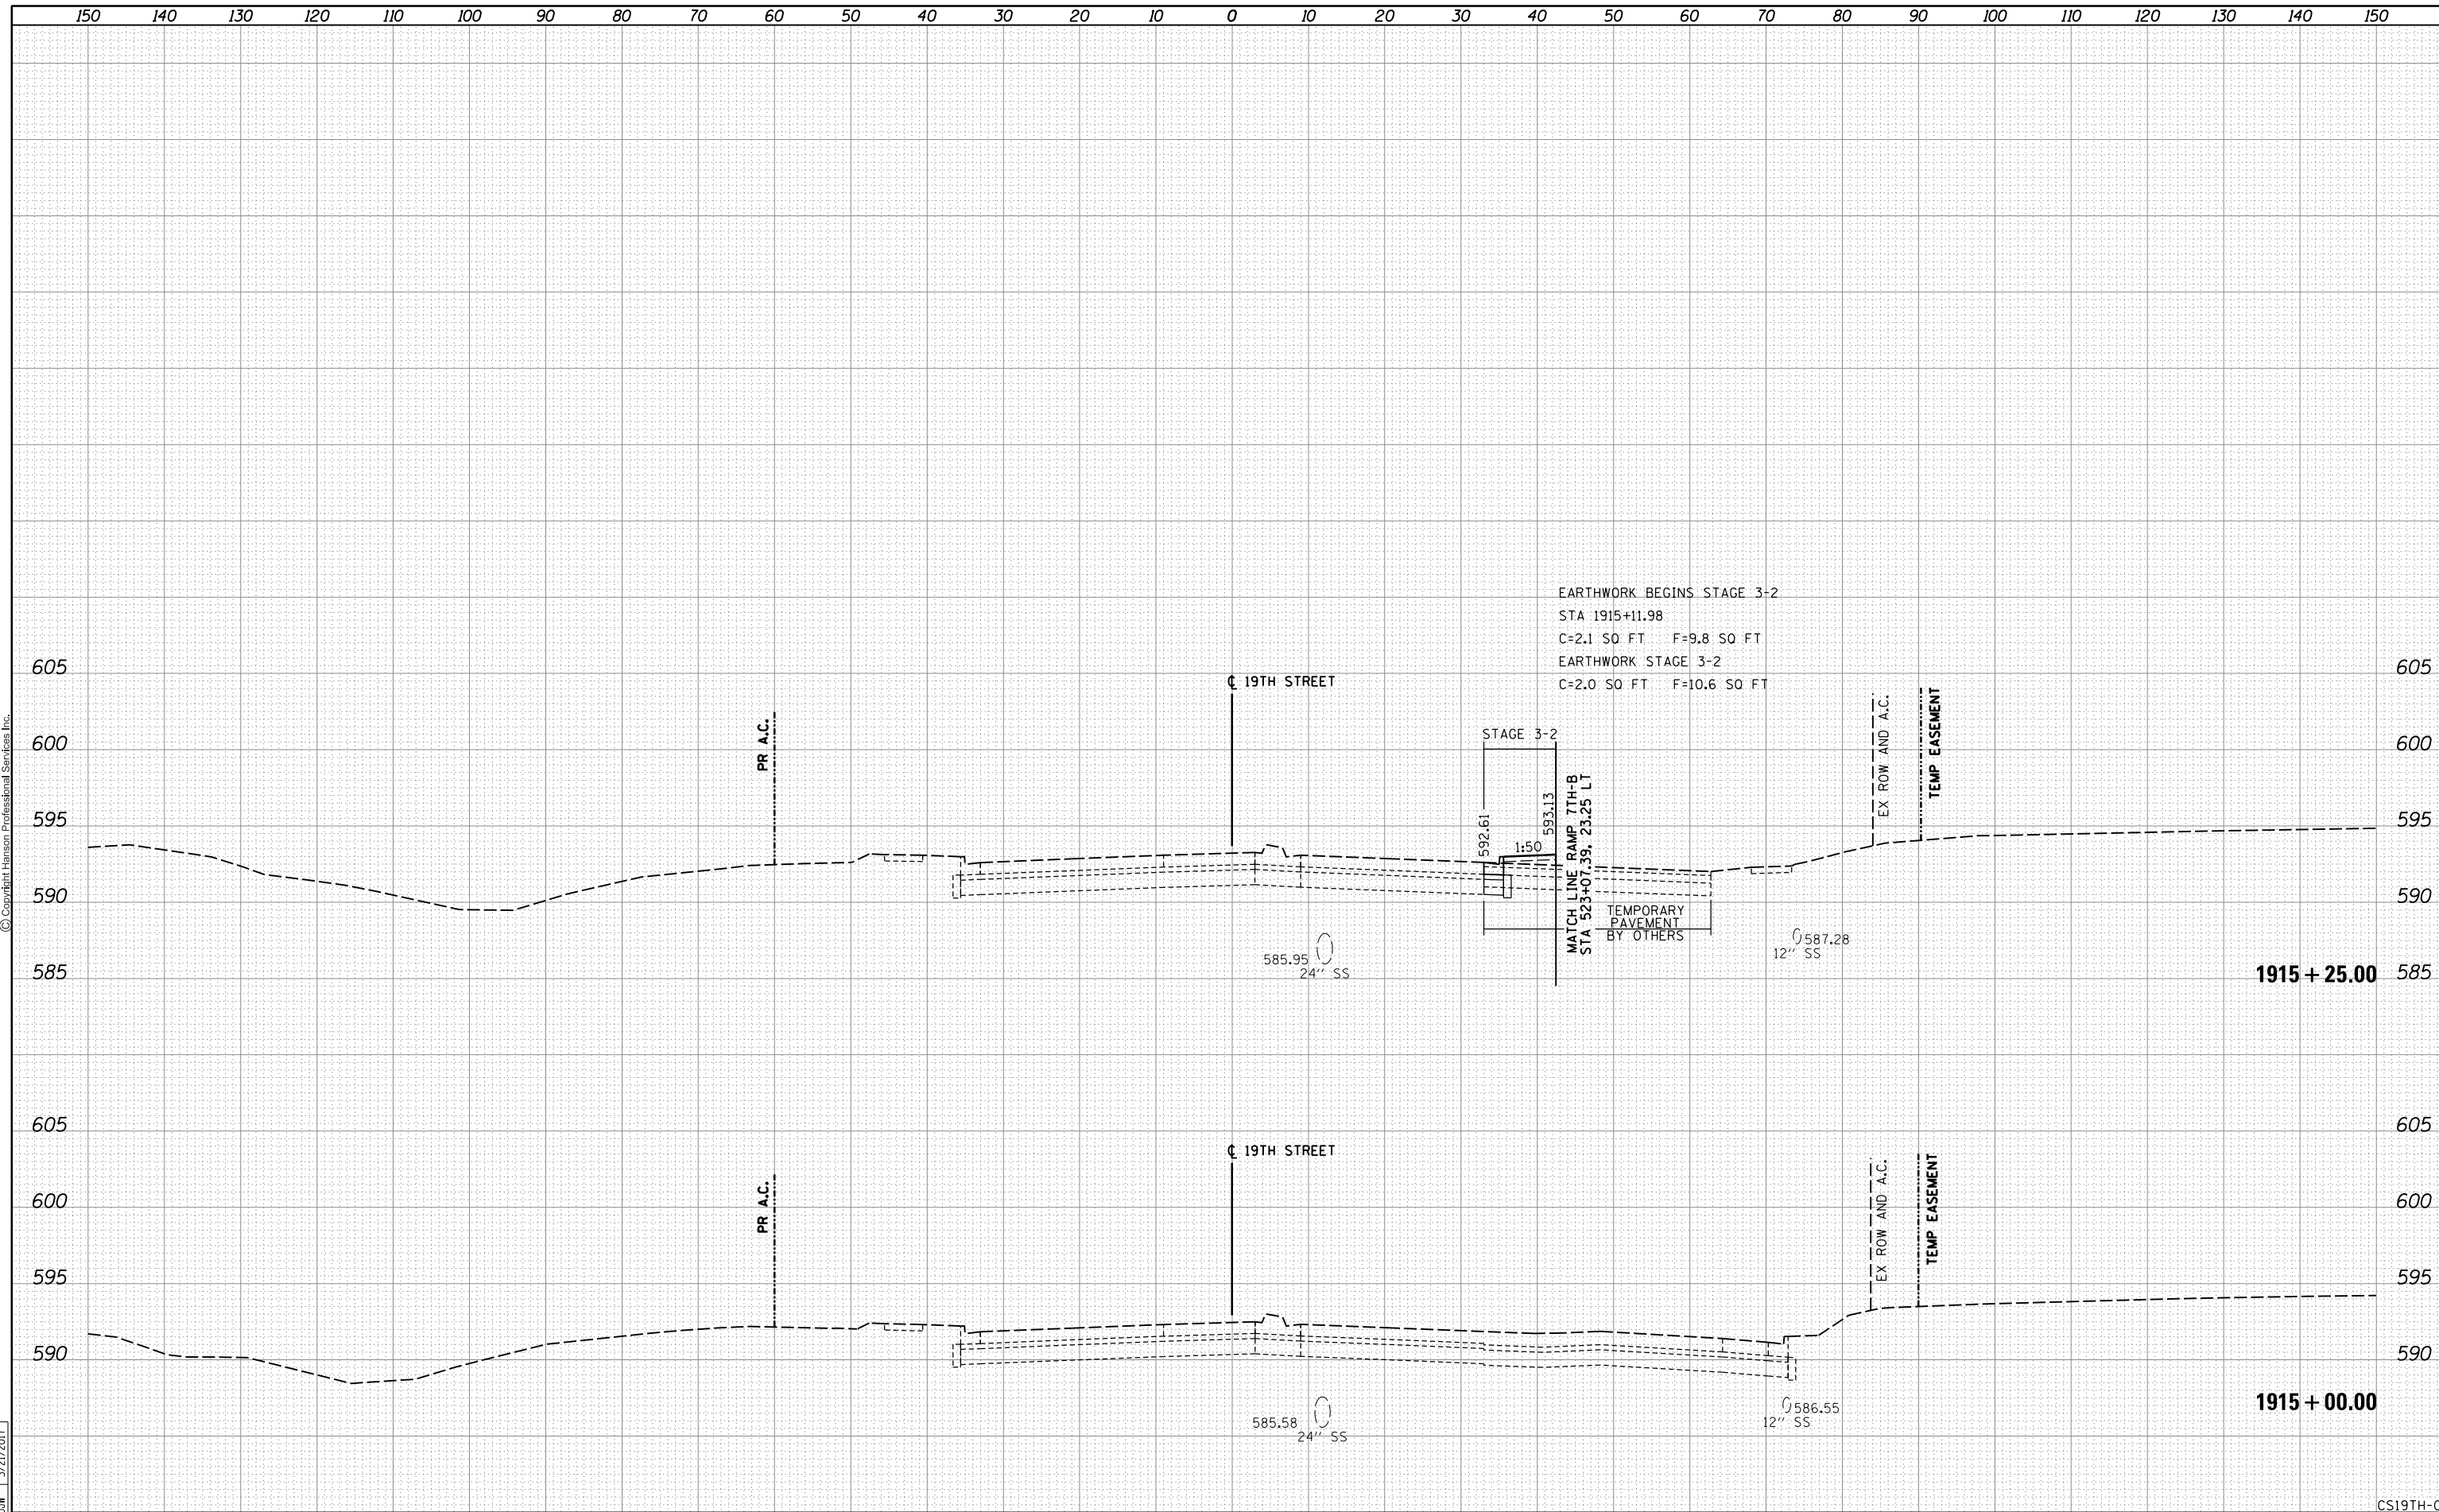 150 140 130 120 110 100 90 80 70 60 50 40 30 20 10 0 10 20 30 40 50 60 70 80 90 100 110 120 130 140 150
EARTHWORK BEGINS STAGE 3-2
STA 1915+11.98
C=2.1 SQ FT F=9.8 SQ FT
EARTHWORK STAGE 3-2
C=2.0 SQ FT F=10.6 SQ FT
605 605
℄ 19TH STREET
600 600
PR A.C.
STAGE 3-2
EX ROW AND A.C.
TEMP EASEMENT
595 595
592.61
1:50
593.13
MATCH LINE RAMP 7TH-B
STA 523+07.39, 23.25 LT
590 590
TEMPORARY
PAVEMENT
BY OTHERS
585.95
24" SS
587.28
12" SS
585 585
1915+25.00
605 605
℄ 19TH STREET
600 600
PR A.C.
EX ROW AND A.C.
TEMP EASEMENT
595 595
590 590
585.58
24" SS
586.55
12" SS
1915+00.00
© Copyright Hanson Professional Services Inc.